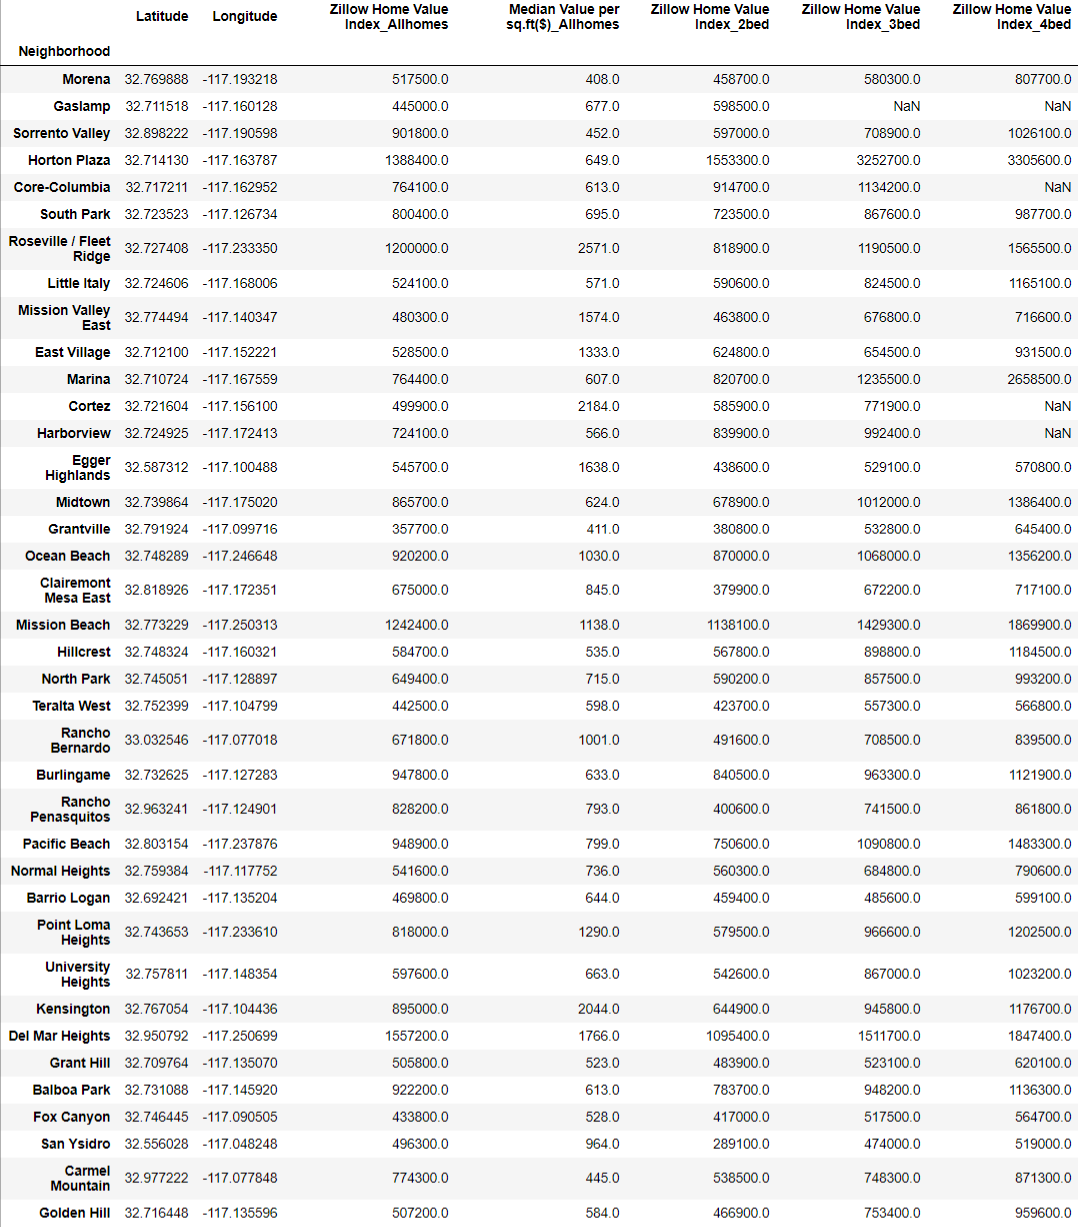 Latitude Longitude Zillow Home Value Index_Allhomes Median Value per sq.ft($)_Allhomes Zillow Home Value Index_2bed Zillow Home Value Index_3bed Zillow Home Value Index_4bed
Neighborhood
Morena 32.769888 -117.193218 517500.0 408.0 458700.0 580300.0 807700.0
Gaslamp 32.711518 -117.160128 445000.0 677.0 598500.0 NaN NaN
Sorrento Valley 32.898222 -117.190598 901800.0 452.0 597000.0 708900.0 1026100.0
Horton Plaza 32.714130 -117.163787 1388400.0 649.0 1553300.0 3252700.0 3305600.0
Core-Columbia 32.717211 -117.162952 764100.0 613.0 914700.0 1134200.0 NaN
South Park 32.723523 -117.126734 800400.0 695.0 723500.0 867600.0 987700.0
Roseville / Fleet Ridge 32.727408 -117.233350 1200000.0 2571.0 818900.0 1190500.0 1565500.0
Little Italy 32.724606 -117.168006 524100.0 571.0 590600.0 824500.0 1165100.0
Mission Valley East 32.774494 -117.140347 480300.0 1574.0 463800.0 676800.0 716600.0
East Village 32.712100 -117.152221 528500.0 1333.0 624800.0 654500.0 931500.0
Marina 32.710724 -117.167559 764400.0 607.0 820700.0 1235500.0 2658500.0
Cortez 32.721604 -117.156100 499900.0 2184.0 585900.0 771900.0 NaN
Harborview 32.724925 -117.172413 724100.0 566.0 839900.0 992400.0 NaN
Egger Highlands 32.587312 -117.100488 545700.0 1638.0 438600.0 529100.0 570800.0
Midtown 32.739864 -117.175020 865700.0 624.0 678900.0 1012000.0 1386400.0
Grantville 32.791924 -117.099716 357700.0 411.0 380800.0 532800.0 645400.0
Ocean Beach 32.748289 -117.246648 920200.0 1030.0 870000.0 1068000.0 1356200.0
Clairemont Mesa East 32.818926 -117.172351 675000.0 845.0 379900.0 672200.0 717100.0
Mission Beach 32.773229 -117.250313 1242400.0 1138.0 1138100.0 1429300.0 1869900.0
Hillcrest 32.748324 -117.160321 584700.0 535.0 567800.0 898800.0 1184500.0
North Park 32.745051 -117.128897 649400.0 715.0 590200.0 857500.0 993200.0
Teralta West 32.752399 -117.104799 442500.0 598.0 423700.0 557300.0 566800.0
Rancho Bernardo 33.032546 -117.077018 671800.0 1001.0 491600.0 708500.0 839500.0
Burlingame 32.732625 -117.127283 947800.0 633.0 840500.0 963300.0 1121900.0
Rancho Penasquitos 32.963241 -117.124901 828200.0 793.0 400600.0 741500.0 861800.0
Pacific Beach 32.803154 -117.237876 948900.0 799.0 750600.0 1090800.0 1483300.0
Normal Heights 32.759384 -117.117752 541600.0 736.0 560300.0 684800.0 790600.0
Barrio Logan 32.692421 -117.135204 469800.0 644.0 459400.0 485600.0 599100.0
Point Loma Heights 32.743653 -117.233610 818000.0 1290.0 579500.0 966600.0 1202500.0
University Heights 32.757811 -117.148354 597600.0 663.0 542600.0 867000.0 1023200.0
Kensington 32.767054 -117.104436 895000.0 2044.0 644900.0 945800.0 1176700.0
Del Mar Heights 32.950792 -117.250699 1557200.0 1766.0 1095400.0 1511700.0 1847400.0
Grant Hill 32.709764 -117.135070 505800.0 523.0 483900.0 523100.0 620100.0
Balboa Park 32.731088 -117.145920 922200.0 613.0 783700.0 948200.0 1136300.0
Fox Canyon 32.746445 -117.090505 433800.0 528.0 417000.0 517500.0 564700.0
San Ysidro 32.556028 -117.048248 496300.0 964.0 289100.0 474000.0 519000.0
Carmel Mountain 32.977222 -117.077848 774300.0 445.0 538500.0 748300.0 871300.0
Golden Hill 32.716448 -117.135596 507200.0 584.0 466900.0 753400.0 959600.0